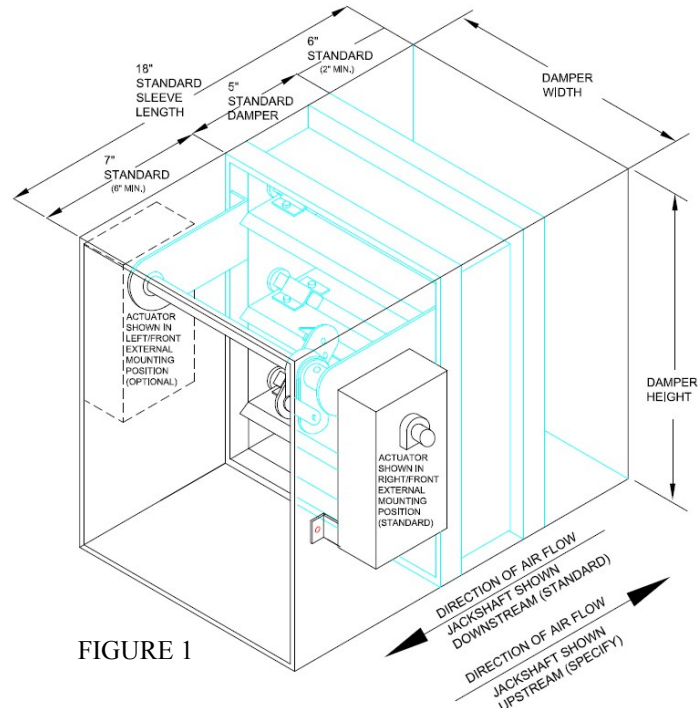 18"
STANDARD
SLEEVE
LENGTH
6"
STANDARD
(2" MIN.)
5"
STANDARD
DAMPER
7"
STANDARD
(6" MIN.)
DAMPER
WIDTH
DAMPER
HEIGHT
ACTUATOR
SHOWN IN
LEFT/FRONT
EXTERNAL
MOUNTING
POSITION
(OPTIONAL)
ACTUATOR
SHOWN IN
RIGHT/FRONT
EXTERNAL
MOUNTING
POSITION
(STANDARD)
DIRECTION OF AIR FLOW
JACKSHAFT SHOWN
DOWNSTREAM (STANDARD)
DIRECTION OF AIR FLOW
JACKSHAFT SHOWN
UPSTREAM (SPECIFY)
FIGURE 1